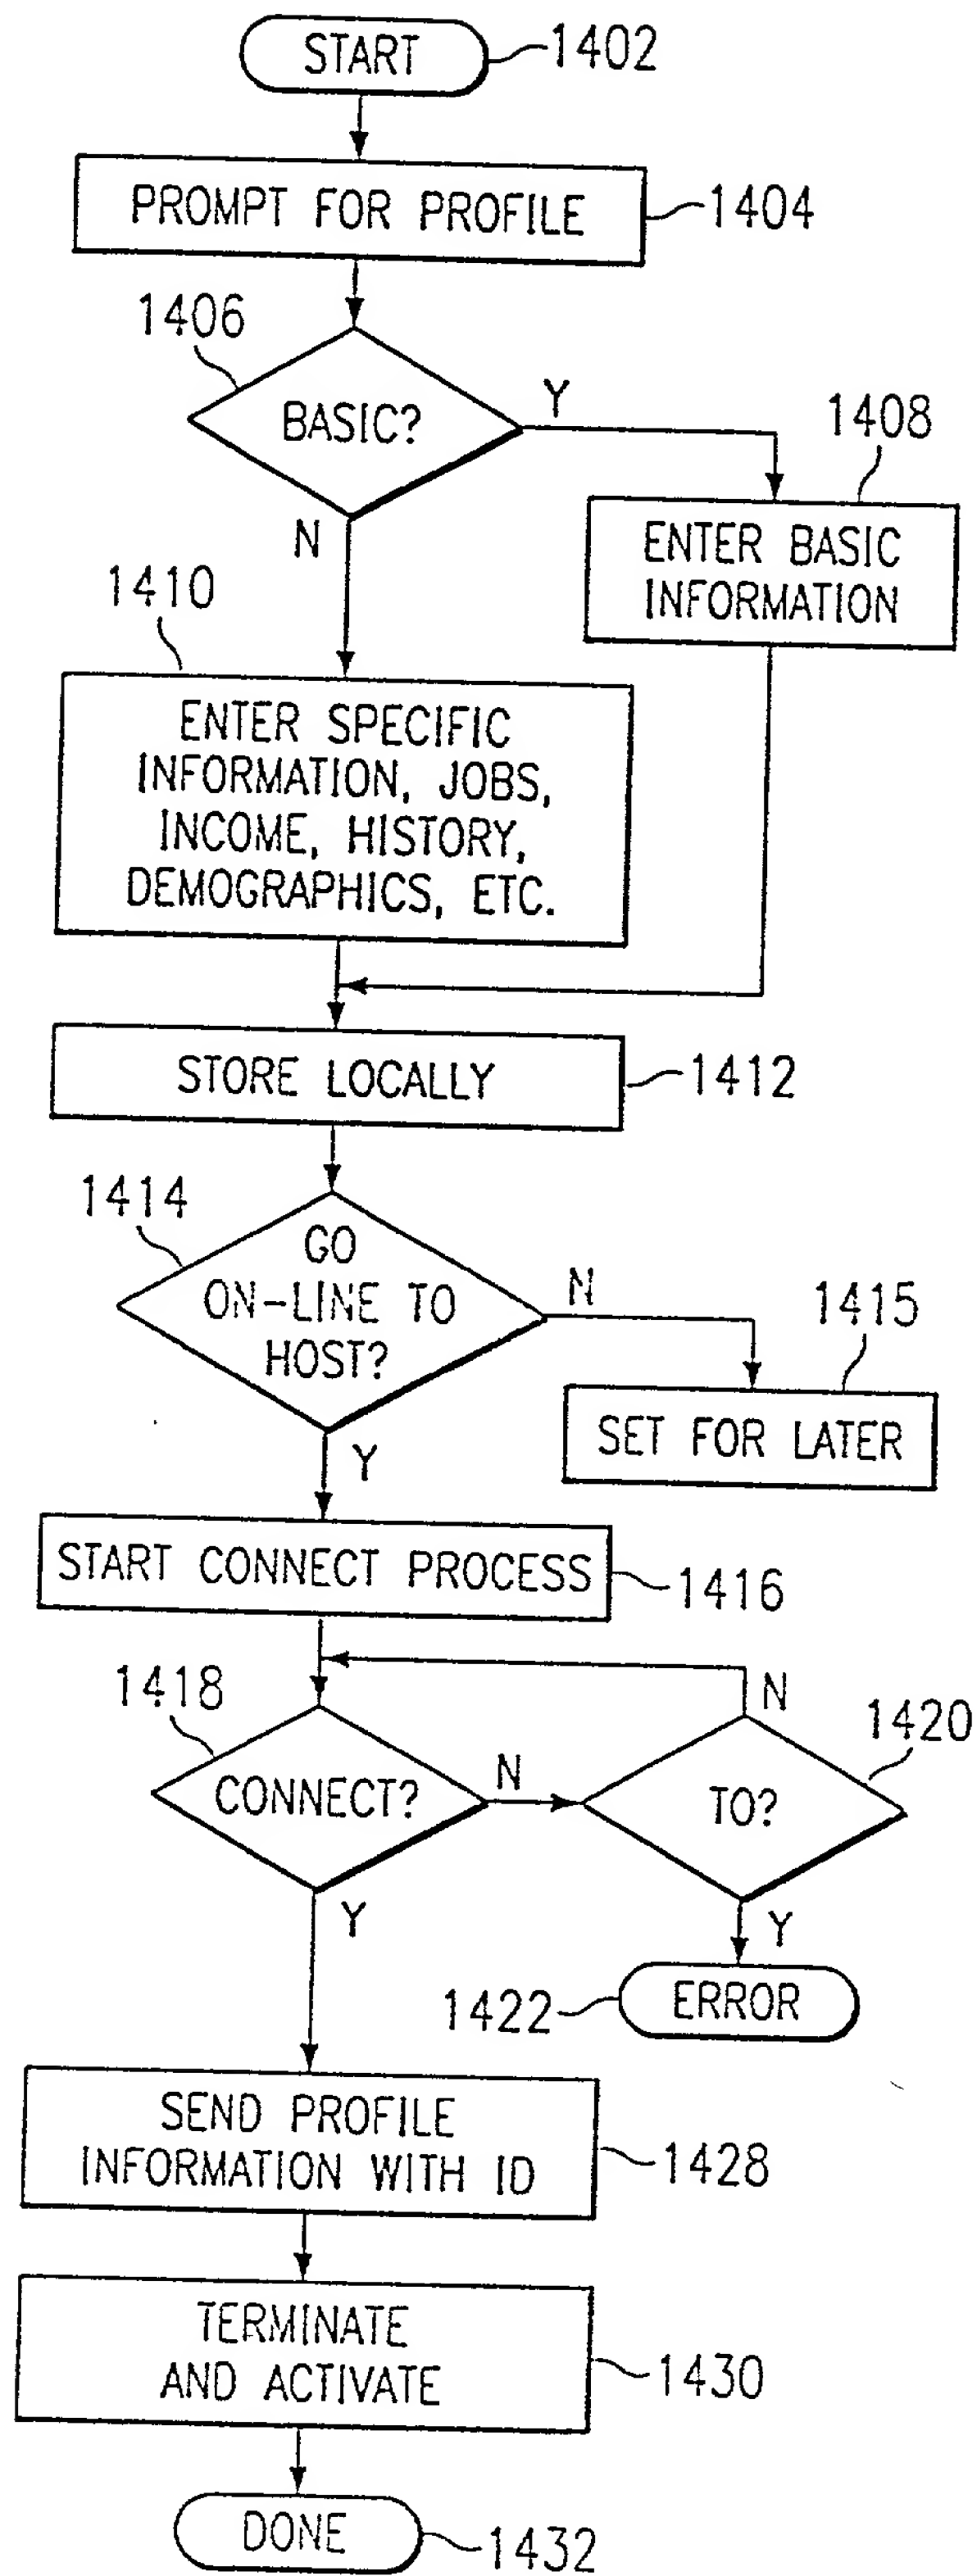 START
1402
PROMPT FOR PROFILE
1404
1406
BASIC?
Y
N
1408
ENTER BASIC
INFORMATION
1410
ENTER SPECIFIC
INFORMATION, JOBS,
INCOME, HISTORY,
DEMOGRAPHICS, ETC.
STORE LOCALLY
1412
1414
GO
ON-LINE TO
HOST?
N
Y
1415
SET FOR LATER
START CONNECT PROCESS
1416
1418
CONNECT?
N
Y
1420
TO?
N
Y
1422
ERROR
SEND PROFILE
INFORMATION WITH ID
1428
TERMINATE
AND ACTIVATE
1430
DONE
1432